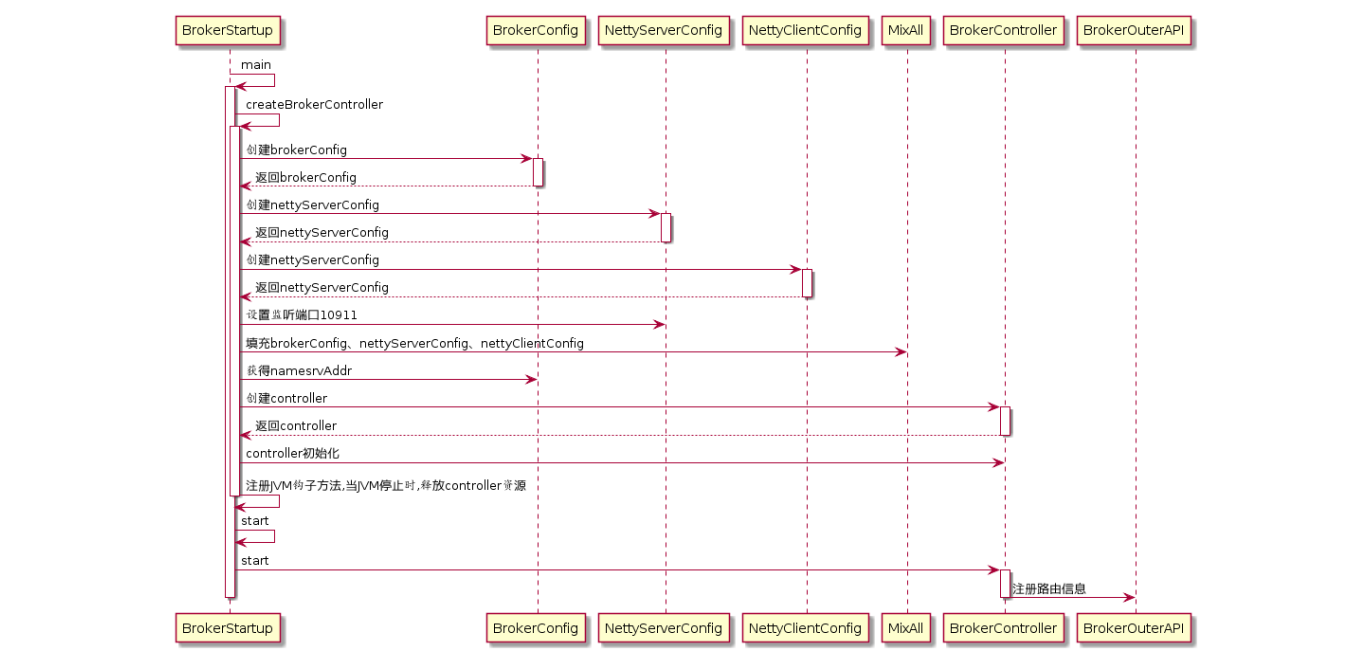 BrokerStartup
BrokerConfig
NettyServerConfig
NettyClientConfig
MixAll
BrokerController
BrokerOuterAPI
main
createBrokerController
创建brokerConfig
返回brokerConfig
创建nettyServerConfig
返回nettyServerConfig
创建nettyServerConfig
返回nettyServerConfig
设置监听端口10911
填充brokerConfig、nettyServerConfig、nettyClientConfig
获得namesrvAddr
创建controller
返回controller
controller初始化
注册JVM钩子方法,当JVM停止时,释放controller资源
start
start
注册路由信息
BrokerStartup
BrokerConfig
NettyServerConfig
NettyClientConfig
MixAll
BrokerController
BrokerOuterAPI